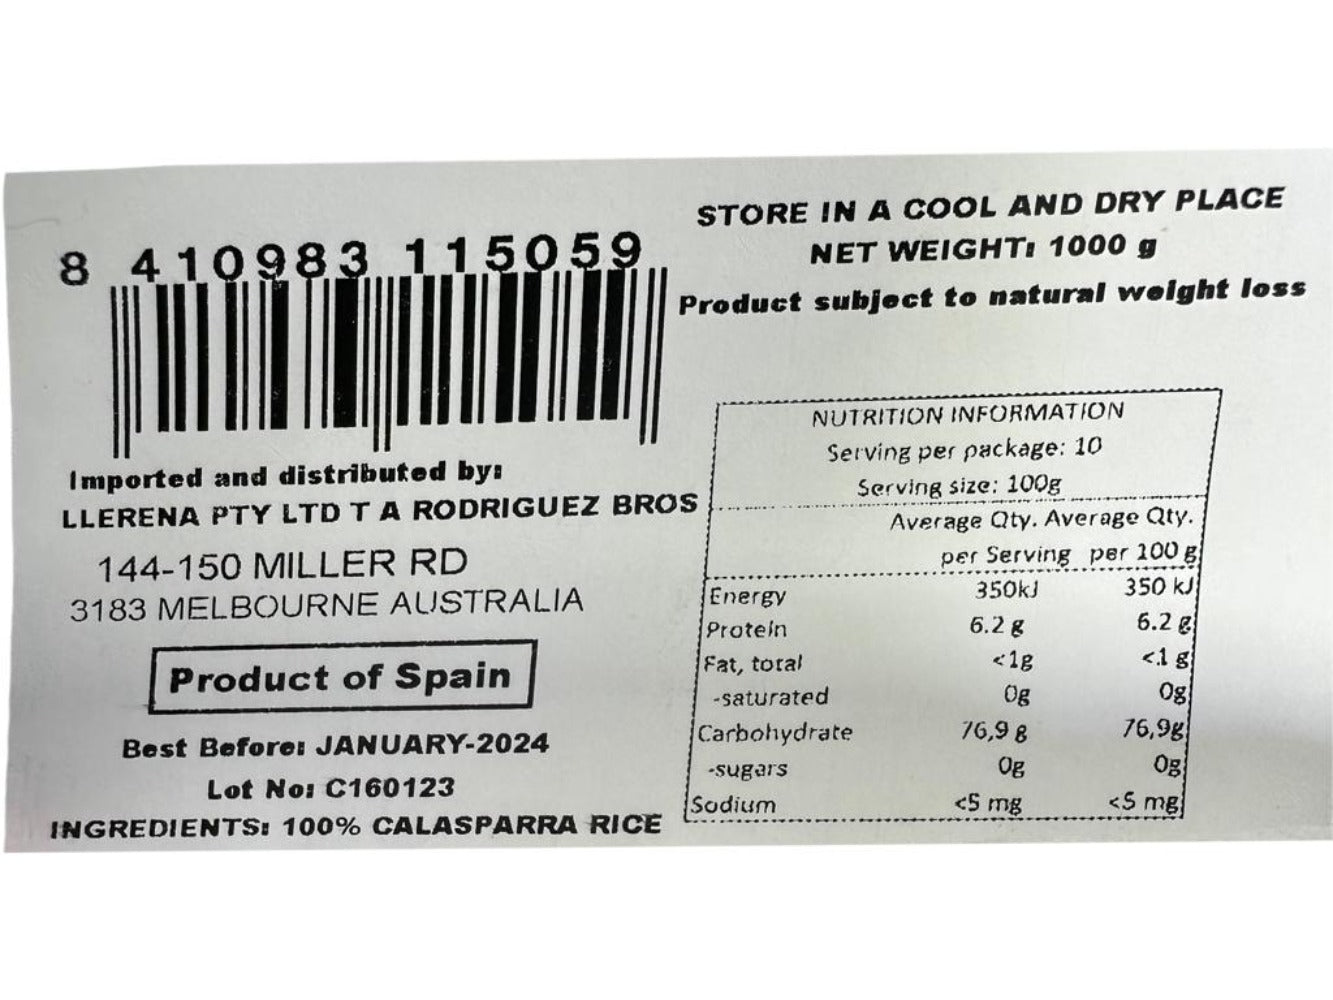 8 410983 115059
Imported and distributed by:
LLERENA PTY LTD T A RODRIGUEZ BROS
144-150 MILLER RD
3183 MELBOURNE AUSTRALIA
Product of Spain
Best Before: JANUARY-2024
Lot No: C160123
INGREDIENTS: 100% CALASPARRA RICE
STORE IN A COOL AND DRY PLACE
NET WEIGHT: 1000 g
Product subject to natural weight loss
NUTRITION INFORMATION
Serving per package: 10
Serving size: 100g
Average Qty. Average Qty.
per Serving per 100 g
Energy 350kJ 350 kJ
Protein 6.2 g 6.2 g
Fat, total <1g <1 g
-saturated 0g 0g
Carbohydrate 76,9 g 76,9g
-sugars 0g 0g
Sodium <5 mg <5 mg